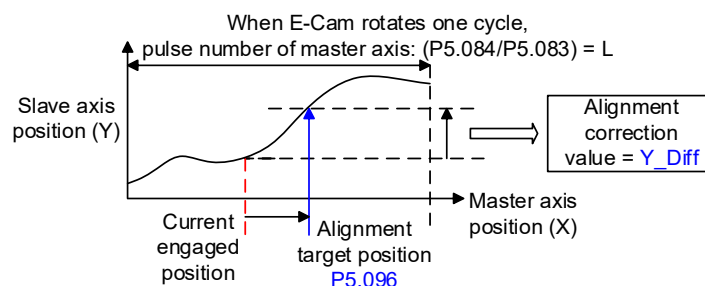 When E-Cam rotates one cycle,
pulse number of master axis: (P5.084/P5.083) = L
Slave axis
position (Y)
Alignment
correction
value = Y_Diff
Master axis
position (X)
Current
engaged
position
Alignment
target position
P5.096